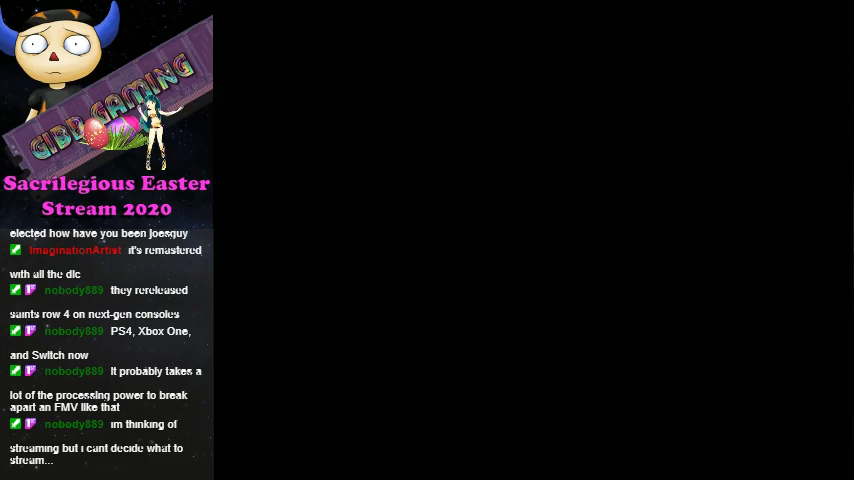 GIBB GAMING
Sacrilegious Easter
Stream 2020
elected how have you been joesguy
ImaginationArtist it's remastered
with all the dlc
nobody889 they rereleased
saints row 4 on next-gen consoles
nobody889 PS4, Xbox One,
and Switch now
nobody889 It probably takes a
lot of the processing power to break
apart an FMV like that
nobody889 im thinking of
streaming but i cant decide what to
stream...